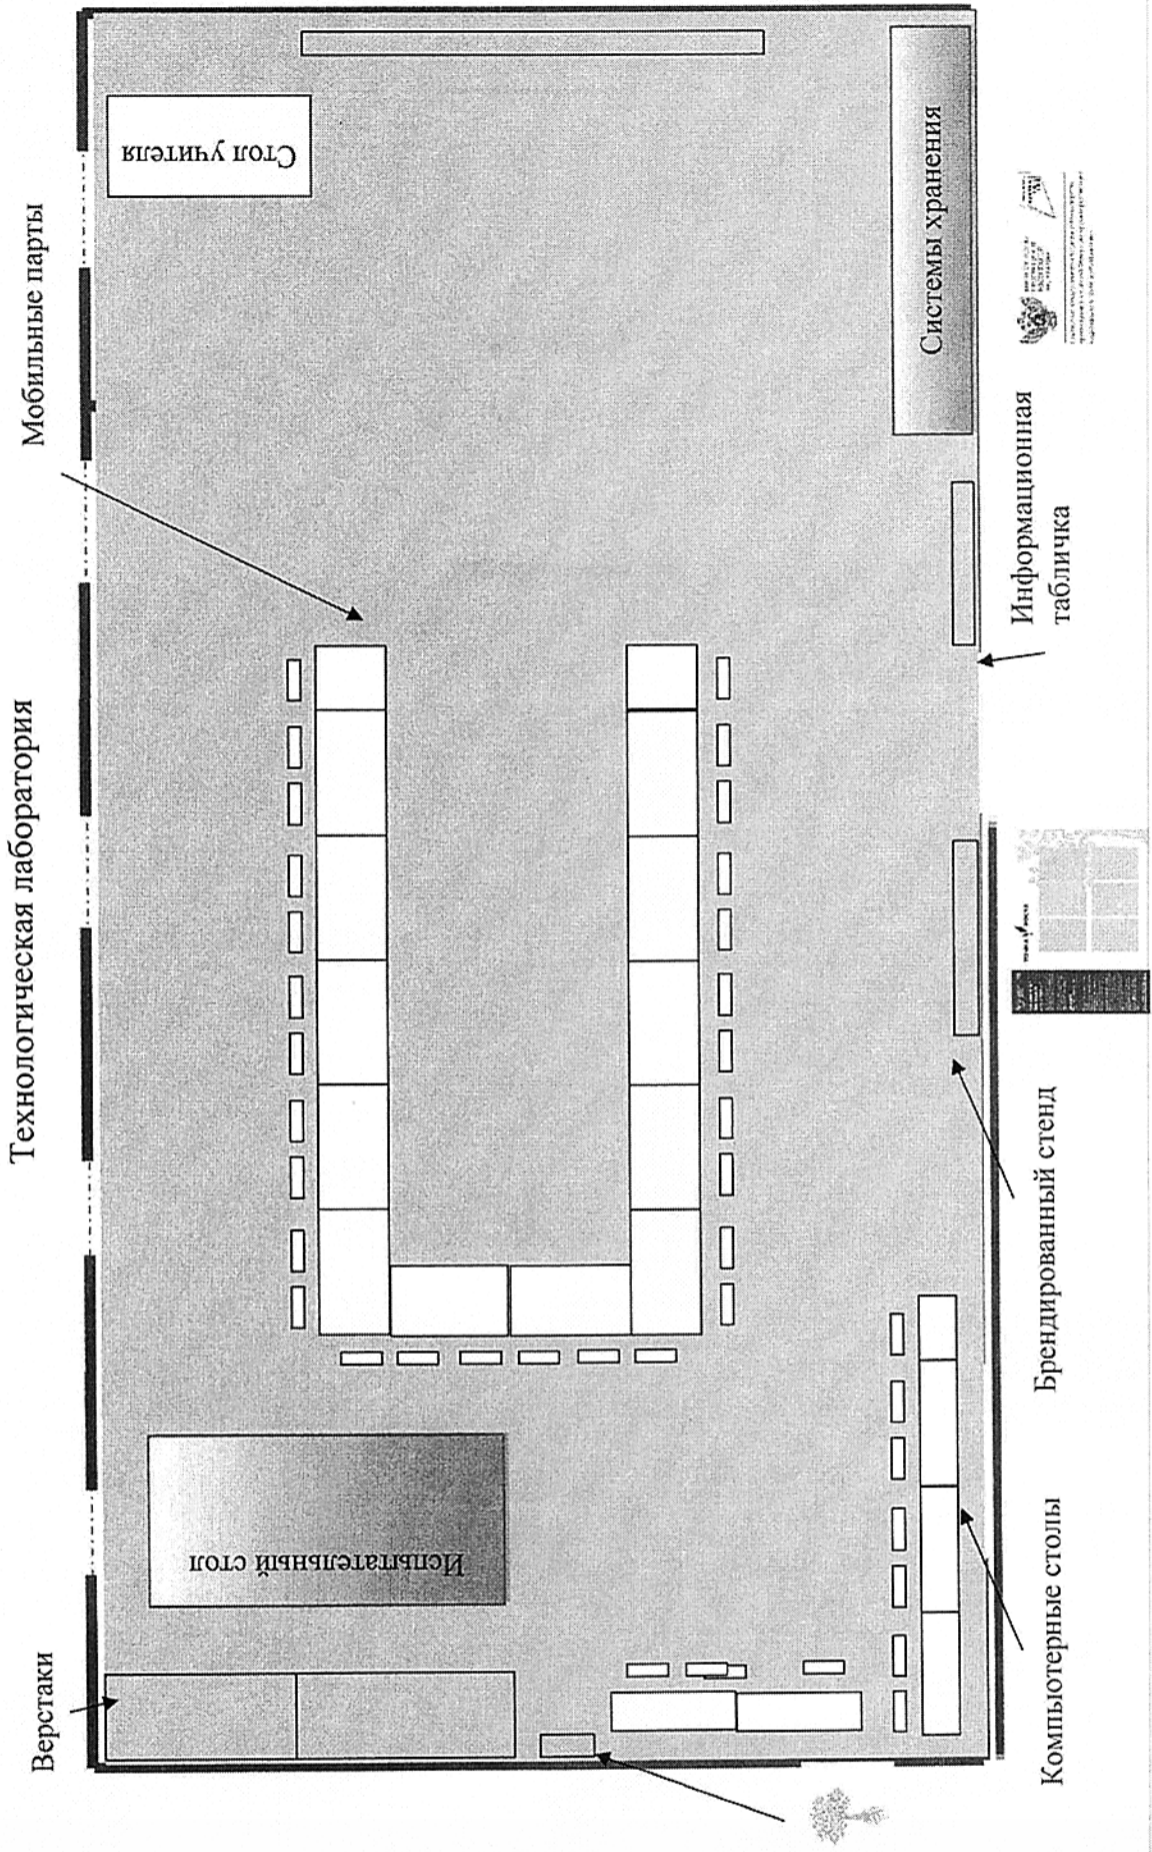 Технологическая лаборатория
Верстаки
Мобильные парты
Стол учителя
Испытательный стол
Системы хранения
Компьютерные столы
Брендированный стенд
Информационная
табличка